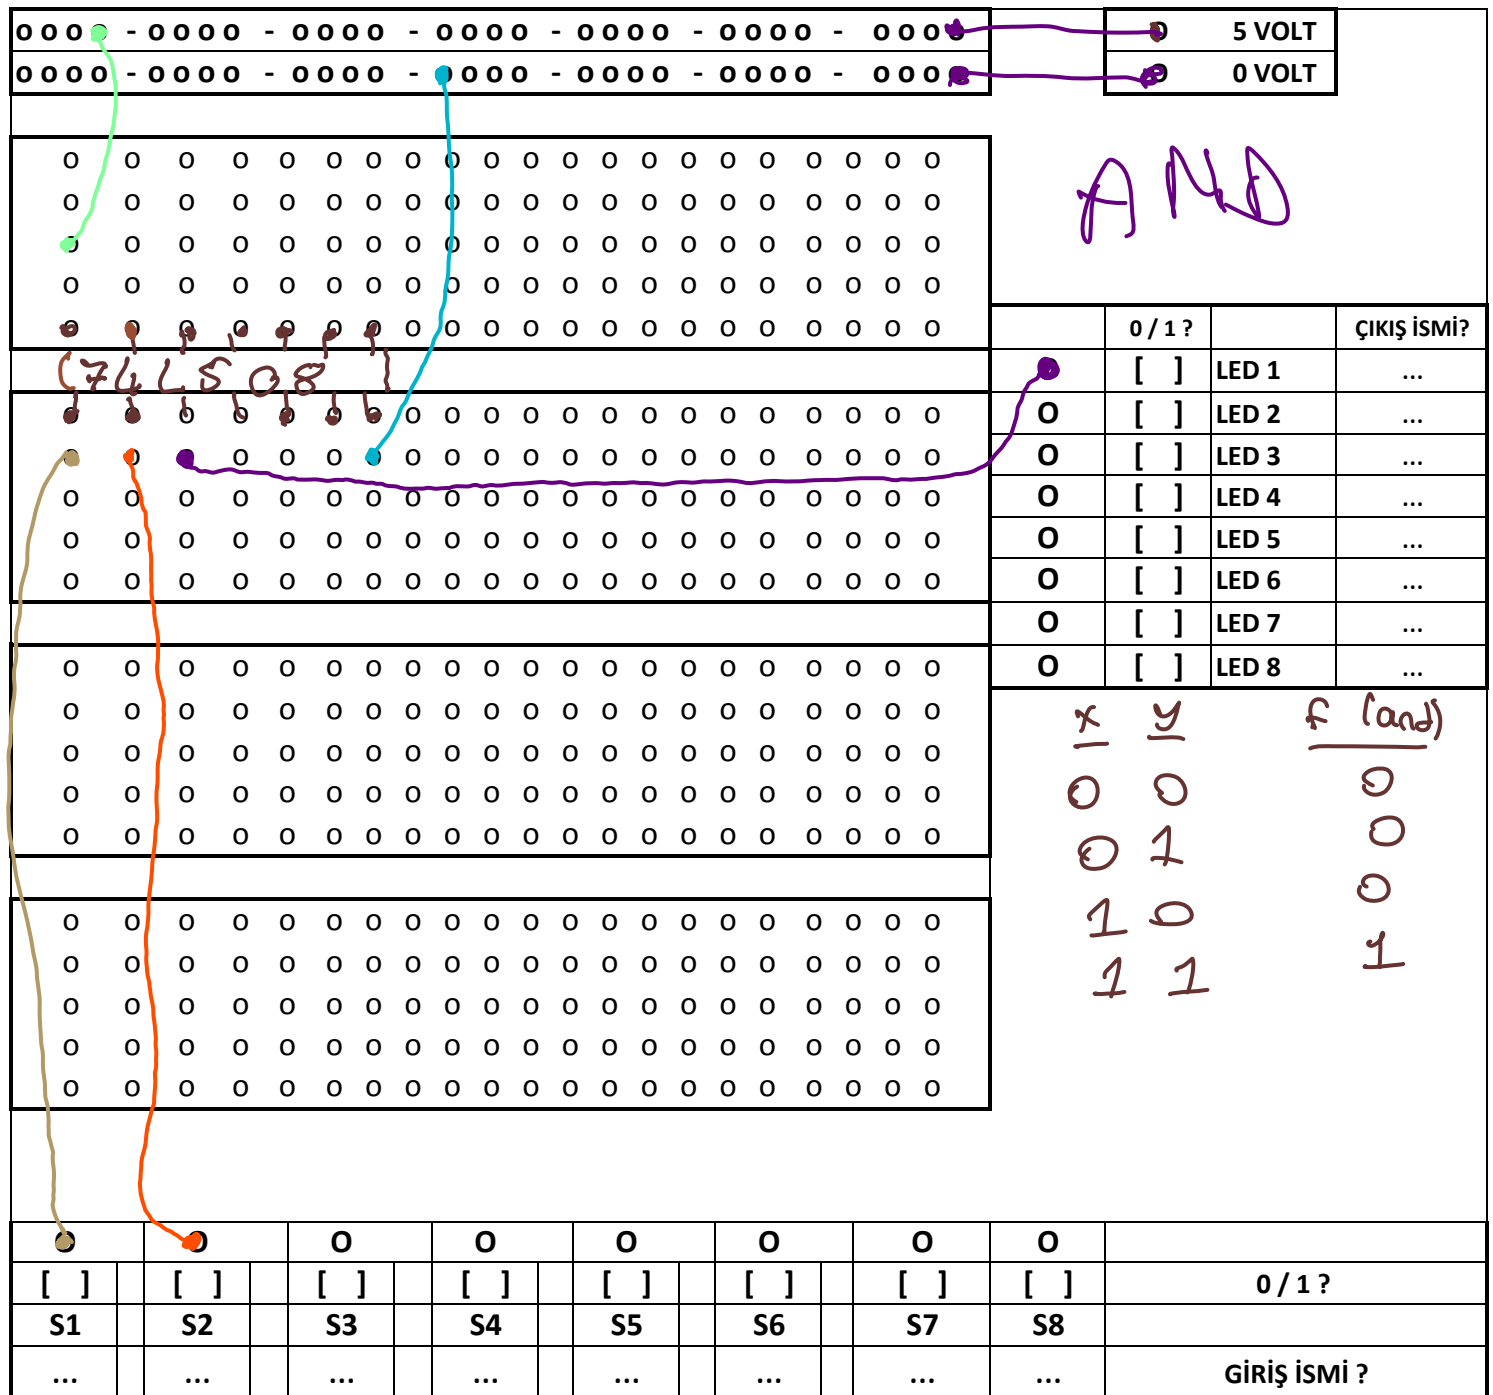 o o o o - o o o o - o o o o - o o o o - o o o o - o o o o - o o o o O 5 VOLT
o o o o - o o o o - o o o o - o o o o - o o o o - o o o o - o o o o O 0 VOLT
o o o o o o o o o o o o o o o o o o o o o
AND
o o o o o o o o o o o o o o o o o o o o o
o o o o o o o o o o o o o o o o o o o o o
o o o o o o o o o o o o o o o o o o o o o
o o o o o o o o o o o o o o o o o o o o o
0 / 1 ? ÇIKIŞ İSMİ?
74LS08
O [ ] LED 1 ...
o o o o o o o o o o o o o o o o o o o o o
O [ ] LED 2 ...
o o o o o o o o o o o o o o o o o o o o o
O [ ] LED 3 ...
o o o o o o o o o o o o o o o o o o o o o
O [ ] LED 4 ...
o o o o o o o o o o o o o o o o o o o o o
O [ ] LED 5 ...
o o o o o o o o o o o o o o o o o o o o o
O [ ] LED 6 ...
O [ ] LED 7 ...
o o o o o o o o o o o o o o o o o o o o o
O [ ] LED 8 ...
o o o o o o o o o o o o o o o o o o o o o
x y f (and)
o o o o o o o o o o o o o o o o o o o o o
0 0 0
o o o o o o o o o o o o o o o o o o o o o
o o o o o o o o o o o o o o o o o o o o o
0 1 0
o o o o o o o o o o o o o o o o o o o o o
1 0 0
o o o o o o o o o o o o o o o o o o o o o
1 1 1
o o o o o o o o o o o o o o o o o o o o o
o o o o o o o o o o o o o o o o o o o o o
o o o o o o o o o o o o o o o o o o o o o
O O O O O O O O
[ ] [ ] [ ] [ ] [ ] [ ] [ ] [ ] 0 / 1 ?
S1 S2 S3 S4 S5 S6 S7 S8
... ... ... ... ... ... ... ... GİRİŞ İSMİ ?